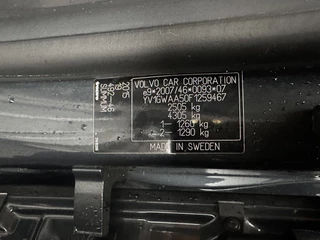 VOLVO CAR CORPORATION
e9*2007/46*0093*07
YV1GWAA50F1259467
2505 kg
4305 kg
1— 1260 kg
2— 1290 kg
MADE IN SWEDEN
2015